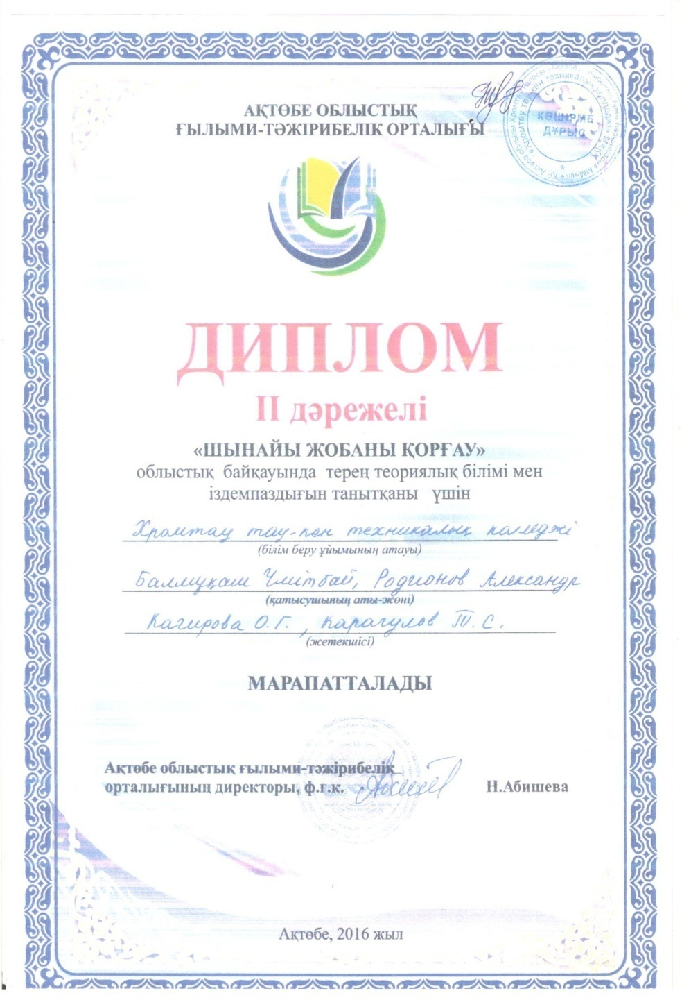 АҚТӨБЕ ОБЛЫСТЫҚ
ҒЫЛЫМИ-ТӘЖІРИБЕЛІК ОРТАЛЫҒЫ
КӨШІРМЕ
ДҰРЫС
ДИПЛОМ
II дәрежелі
«ШЫНАЙЫ ЖОБАНЫ ҚОРҒАУ»
облыстық байқауында терең теориялық білімі мен
іздемпаздығын танытқаны үшін
Хромтау тау-кен техникалық колледжі
(білім беру ұйымының атауы)
Балмұқаш Үмітбай, Родионов Александр
(қатысушының аты-жөні)
Кагирова О.Г., Карагулов Т.С.
(жетекшісі)
МАРАПАТТАЛАДЫ
Ақтөбе облыстық ғылыми-тәжірибелік
орталығының директоры, ф.ғ.к.
Н.Абишева
Ақтөбе, 2016 жыл